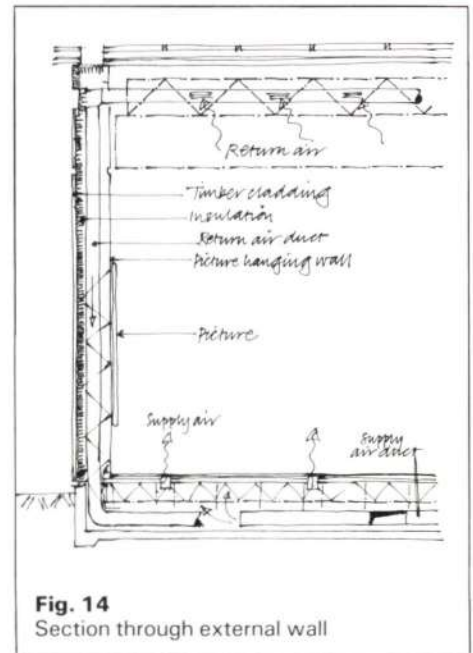 Return air
Timber cladding
Insulation
Return air duct
Picture hanging wall
Picture
Supply air
Supply
air duct
Fig. 14
Section through external wall